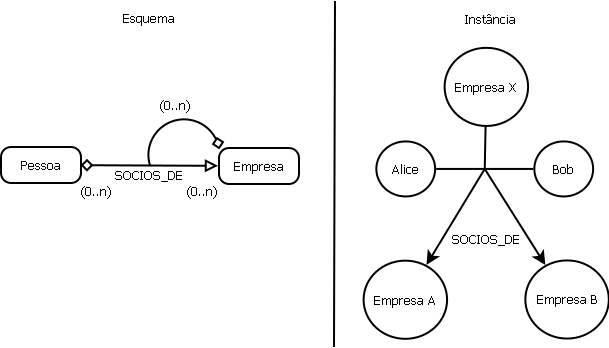 Esquema
(0..n)
Pessoa
Empresa
SOCIOS_DE
(0..n)
(0..n)
Instância
Empresa X
Alice
Bob
SOCIOS_DE
Empresa A
Empresa B